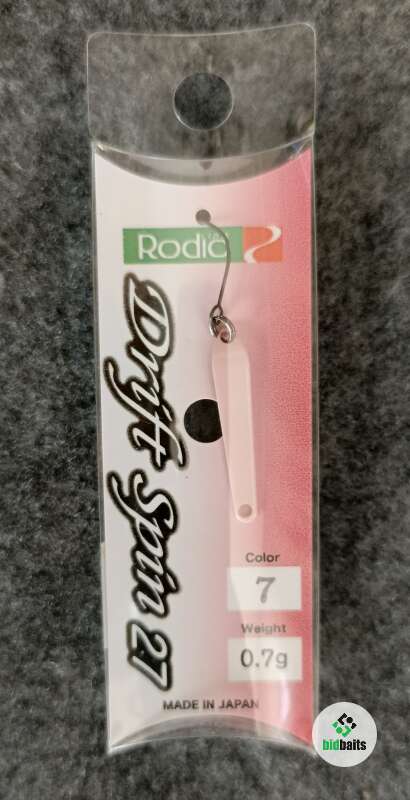 Rodio
Drift Spin 27
Color
7
Weight
0.7g
MADE IN JAPAN
bidbaits